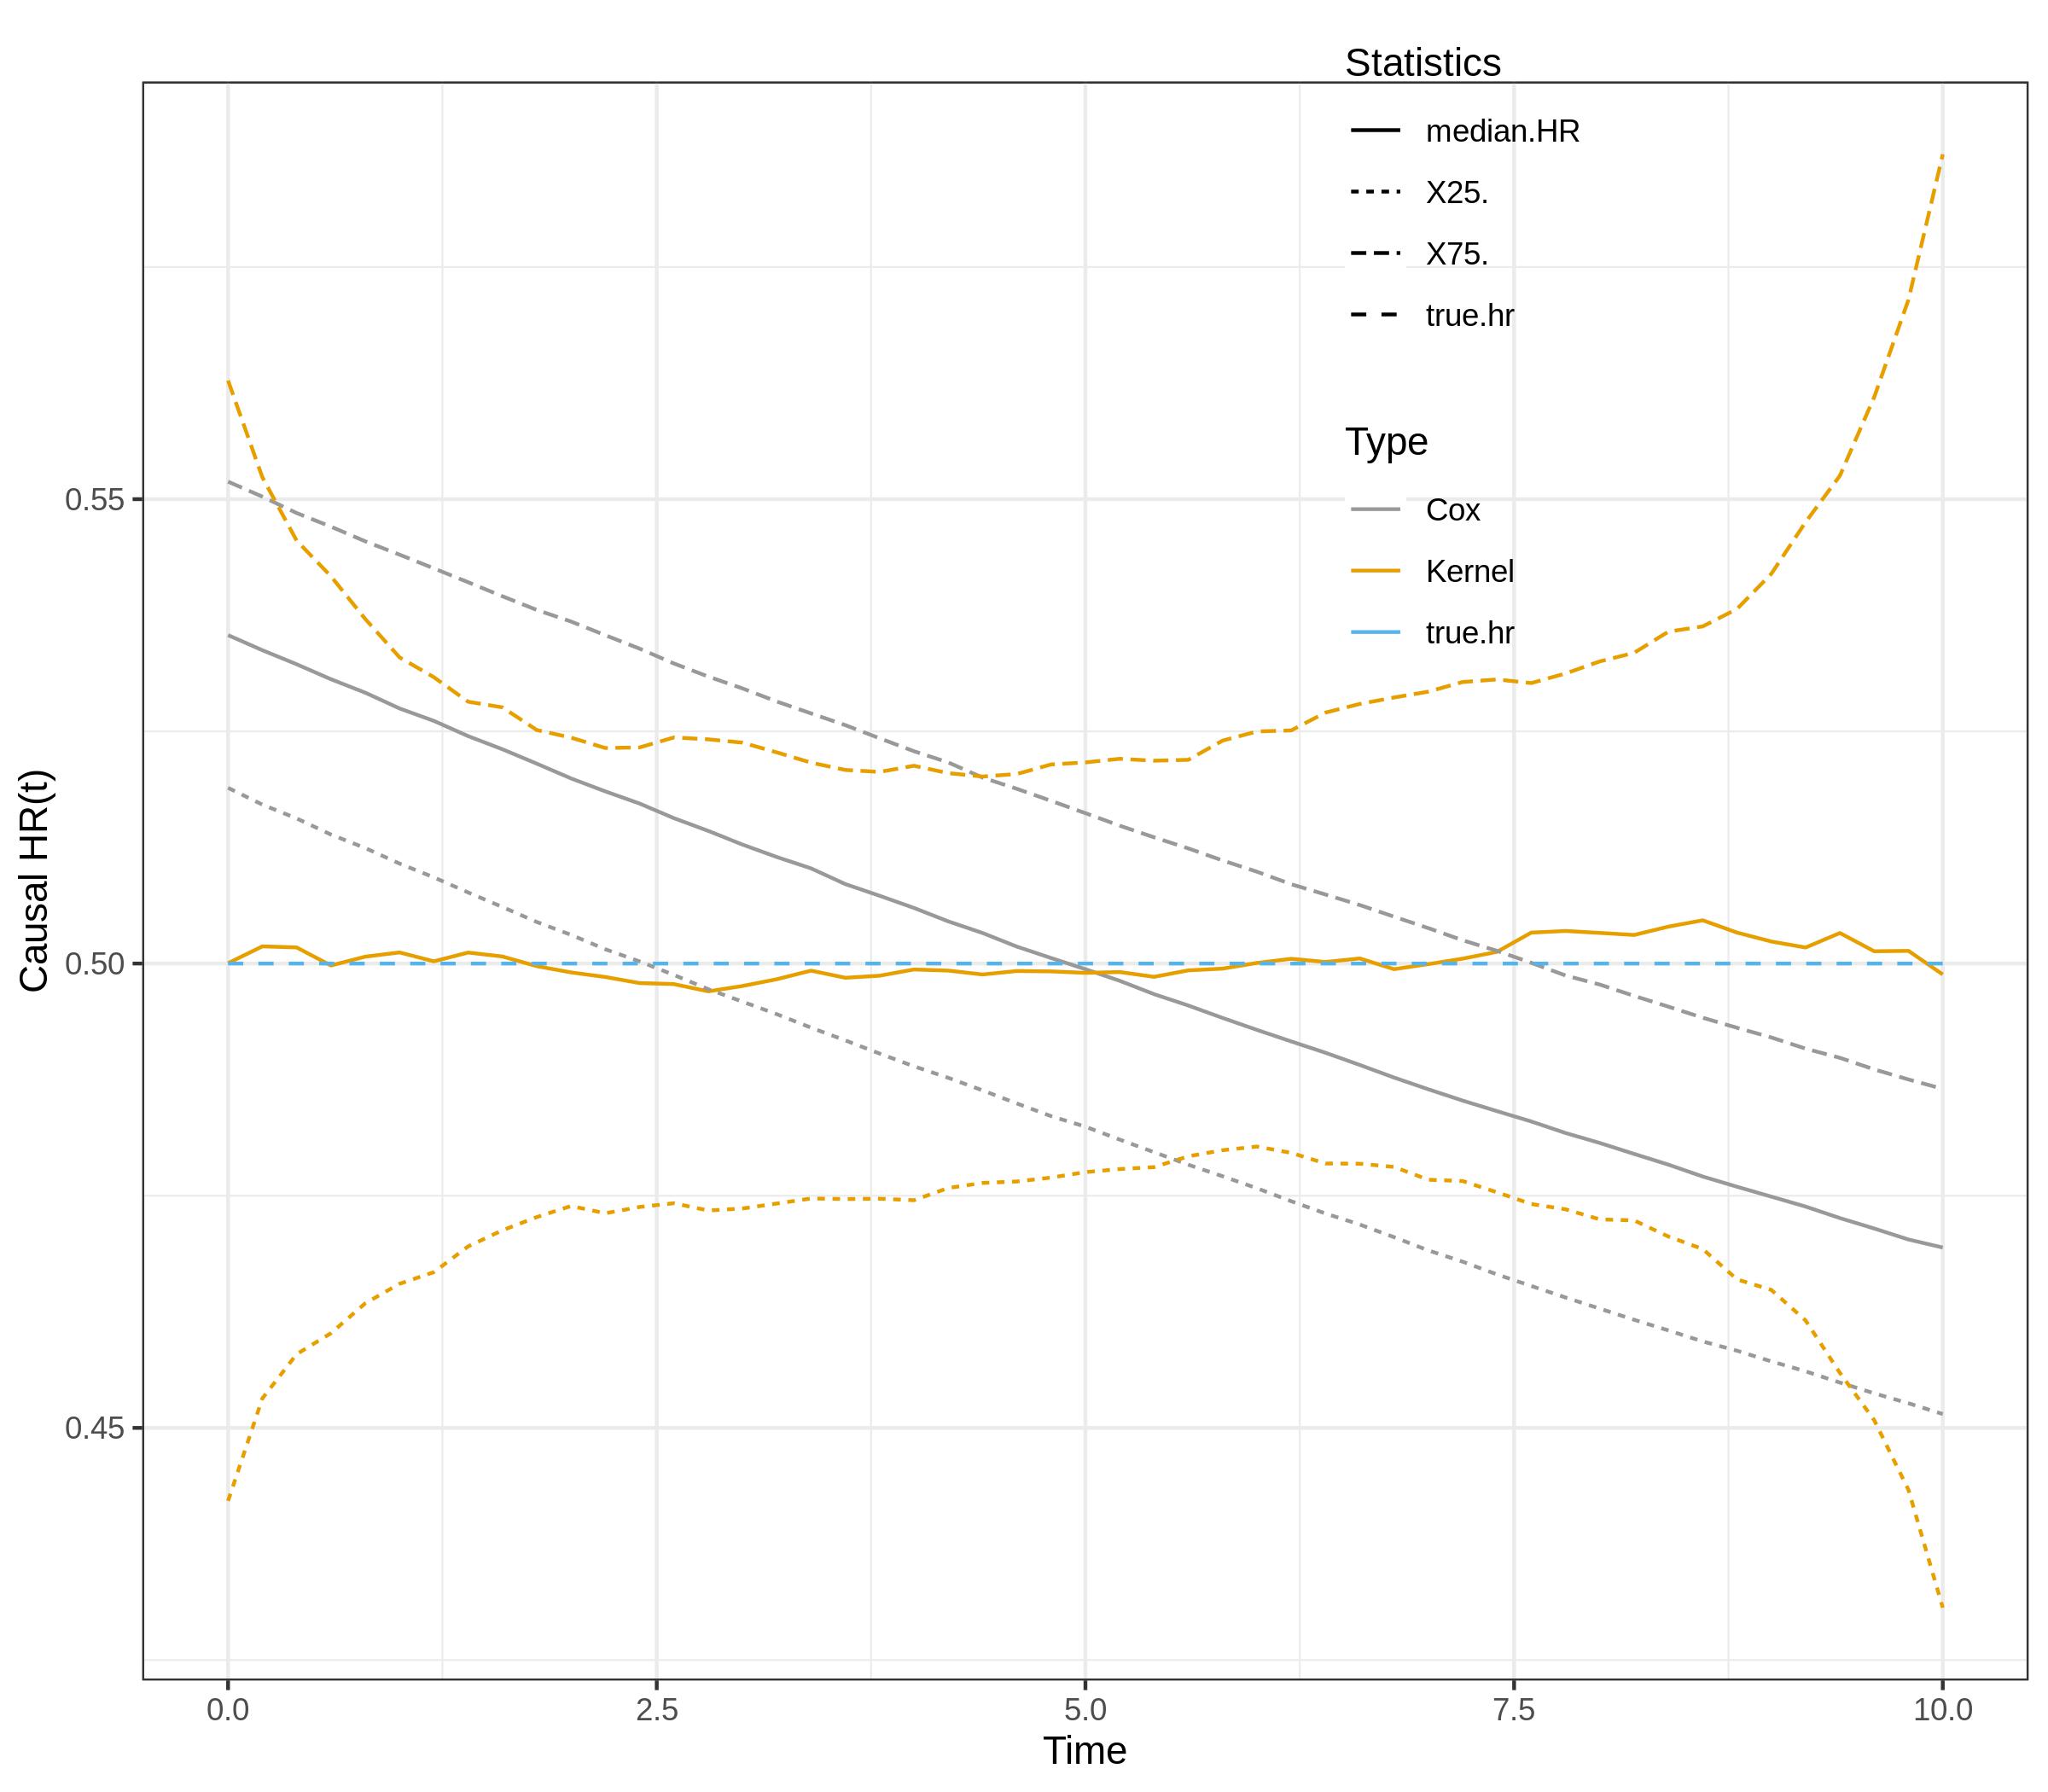 Statistics
median.HR
X25.
X75.
true.hr
Type
Cox
Kernel
true.hr
Causal HR(t)
0.55
0.50
0.45
0.0 2.5 5.0 7.5 10.0
Time